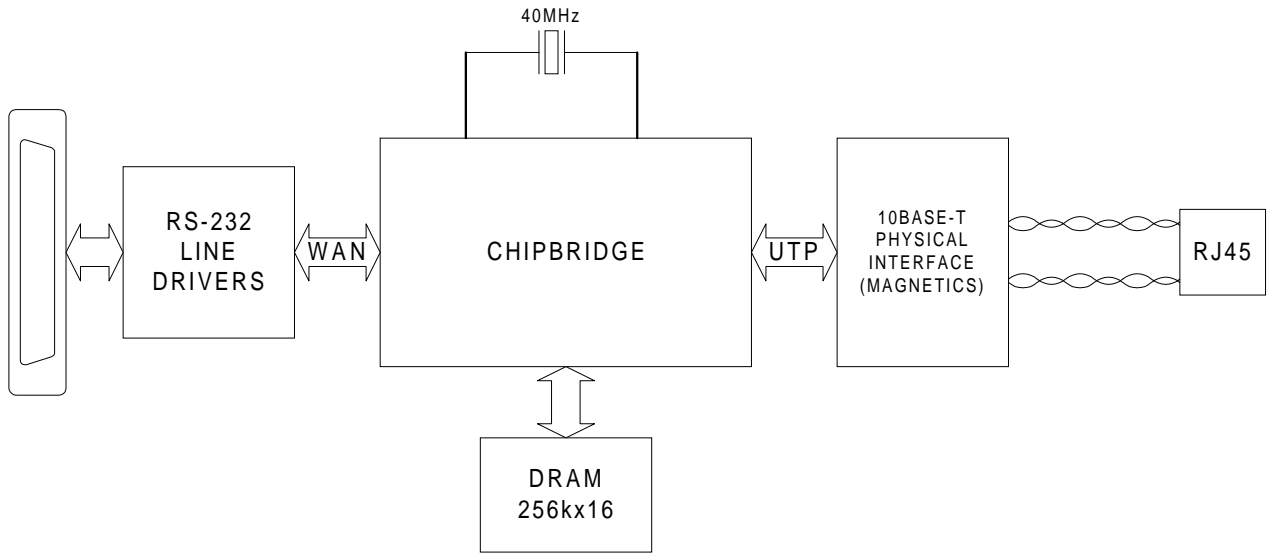 40MHz
RS-232
LINE
DRIVERS
WAN
CHIPBRIDGE
UTP
10BASE-T
PHYSICAL
INTERFACE
(MAGNETICS)
RJ45
DRAM
256kx16